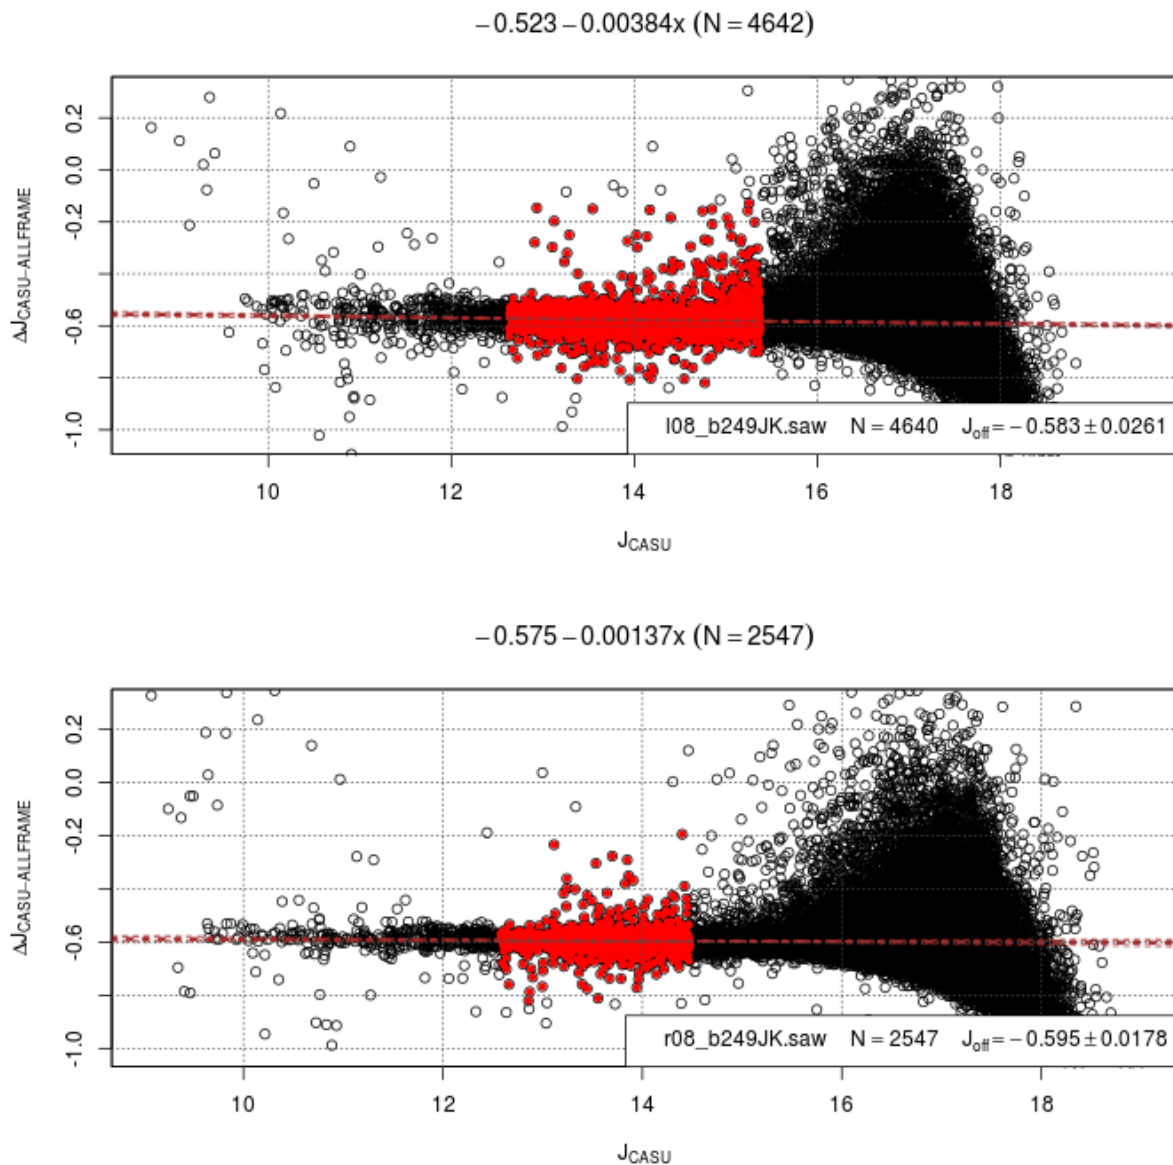 −0.523 − 0.00384x (N = 4642)
0.2
0.0
-0.2
-0.6
-1.0
ΔJCASU-ALLFRAME
l08_b249JK.saw N = 4640 Joff = −0.583 ± 0.0261
10 12 14 16 18
JCASU
−0.575 − 0.00137x (N = 2547)
0.2
0.0
-0.2
-0.6
-1.0
ΔJCASU-ALLFRAME
r08_b249JK.saw N = 2547 Joff = −0.595 ± 0.0178
10 12 14 16 18
JCASU